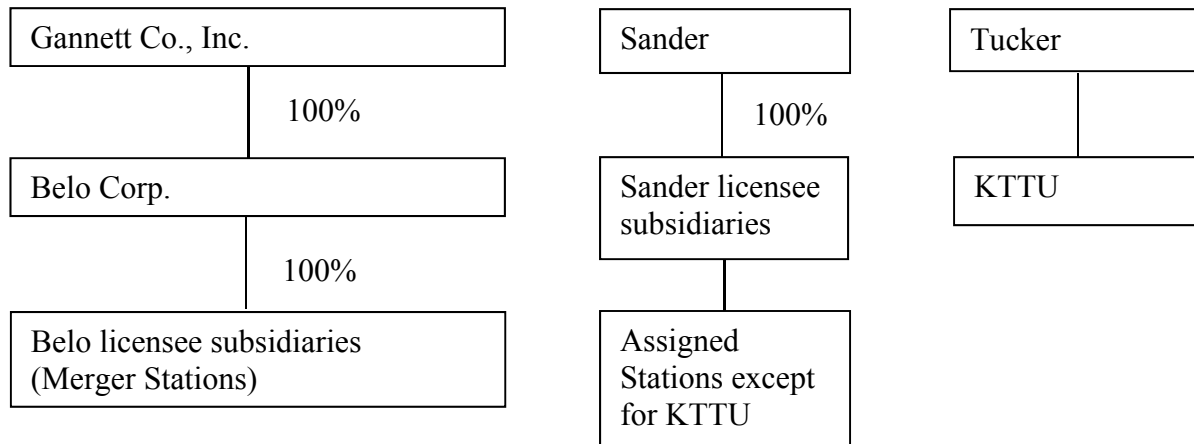 Gannett Co., Inc.
100%
Belo Corp.
100%
Belo licensee subsidiaries
(Merger Stations)
Sander
100%
Sander licensee
subsidiaries
Assigned
Stations except
for KTTU
Tucker
KTTU